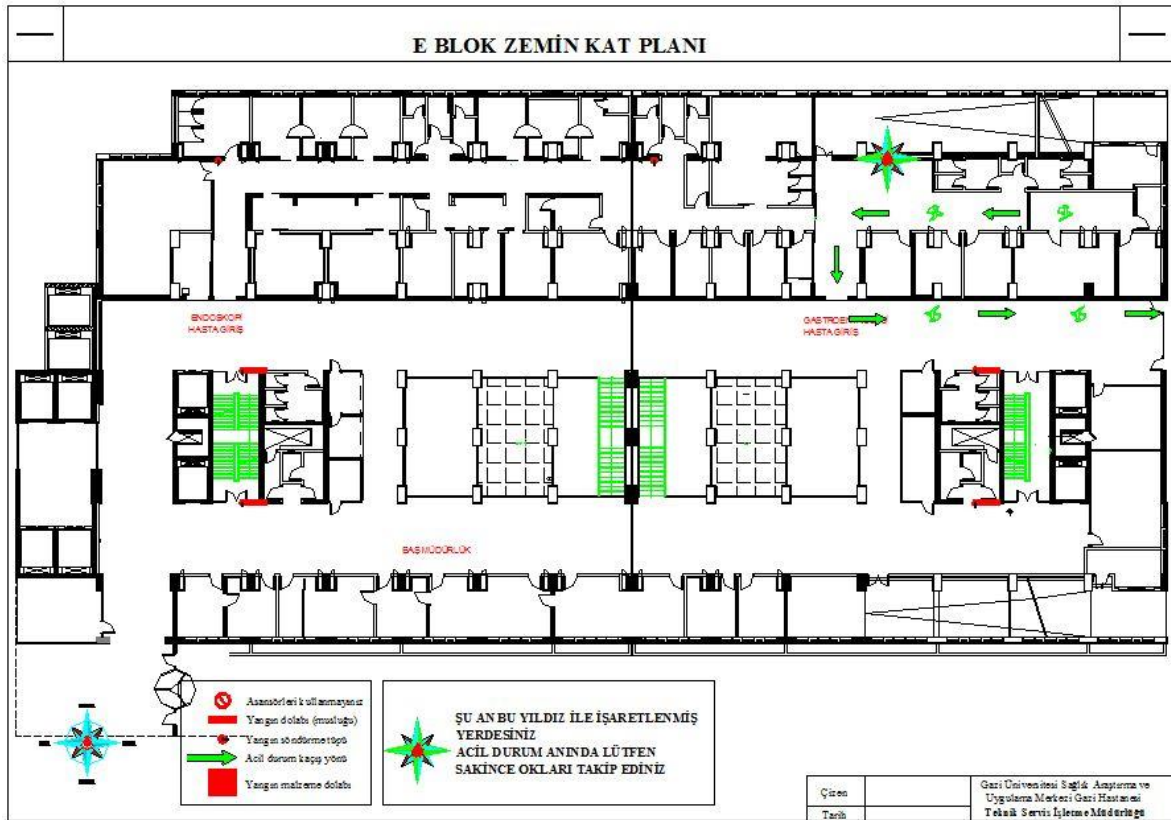 E BLOK ZEMİN KAT PLANI
ENDOSKOPİ
HASTA GİRİŞ
HASTA GİRİŞ
BAŞMÜDÜRLÜK
Asansörleri kullanmayınız
Yangın dolabı (musluğu)
Yangın söndürme tüpü
Acil durum kaçış yönü
Yangın malzeme dolabı
ŞU AN BU YILDIZ İLE İŞARETLENMİŞ
YERDESİNİZ
ACİL DURUM ANINDA LÜTFEN
SAKİNCE OKLARI TAKİP EDİNİZ
Çizen
Tarih
Gazi Üniversitesi Sağlık Araştırma ve
Uygulama Merkezi Gazi Hastanesi
Teknik Servis İşletme Müdürlüğü